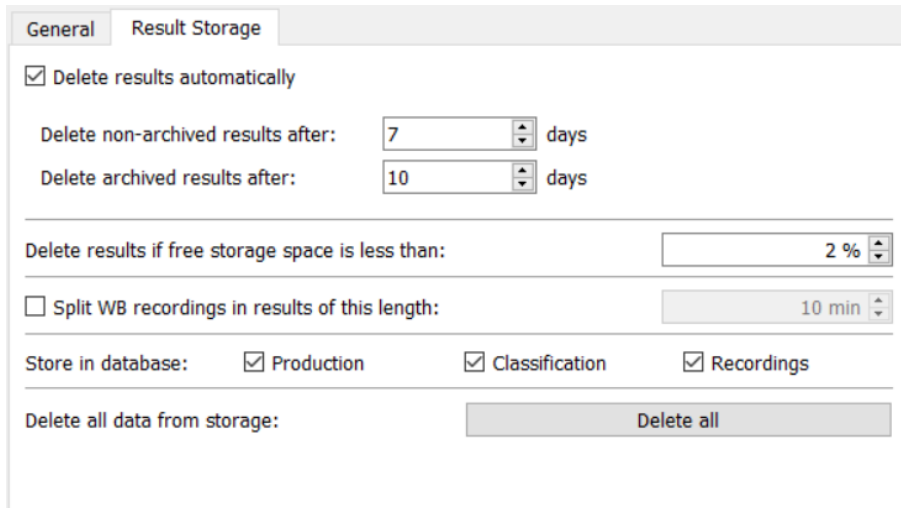 General Result Storage
Delete results automatically
Delete non-archived results after: 7 days
Delete archived results after: 10 days
Delete results if free storage space is less than: 2 %
Split WB recordings in results of this length: 10 min
Store in database: Production Classification Recordings
Delete all data from storage: Delete all